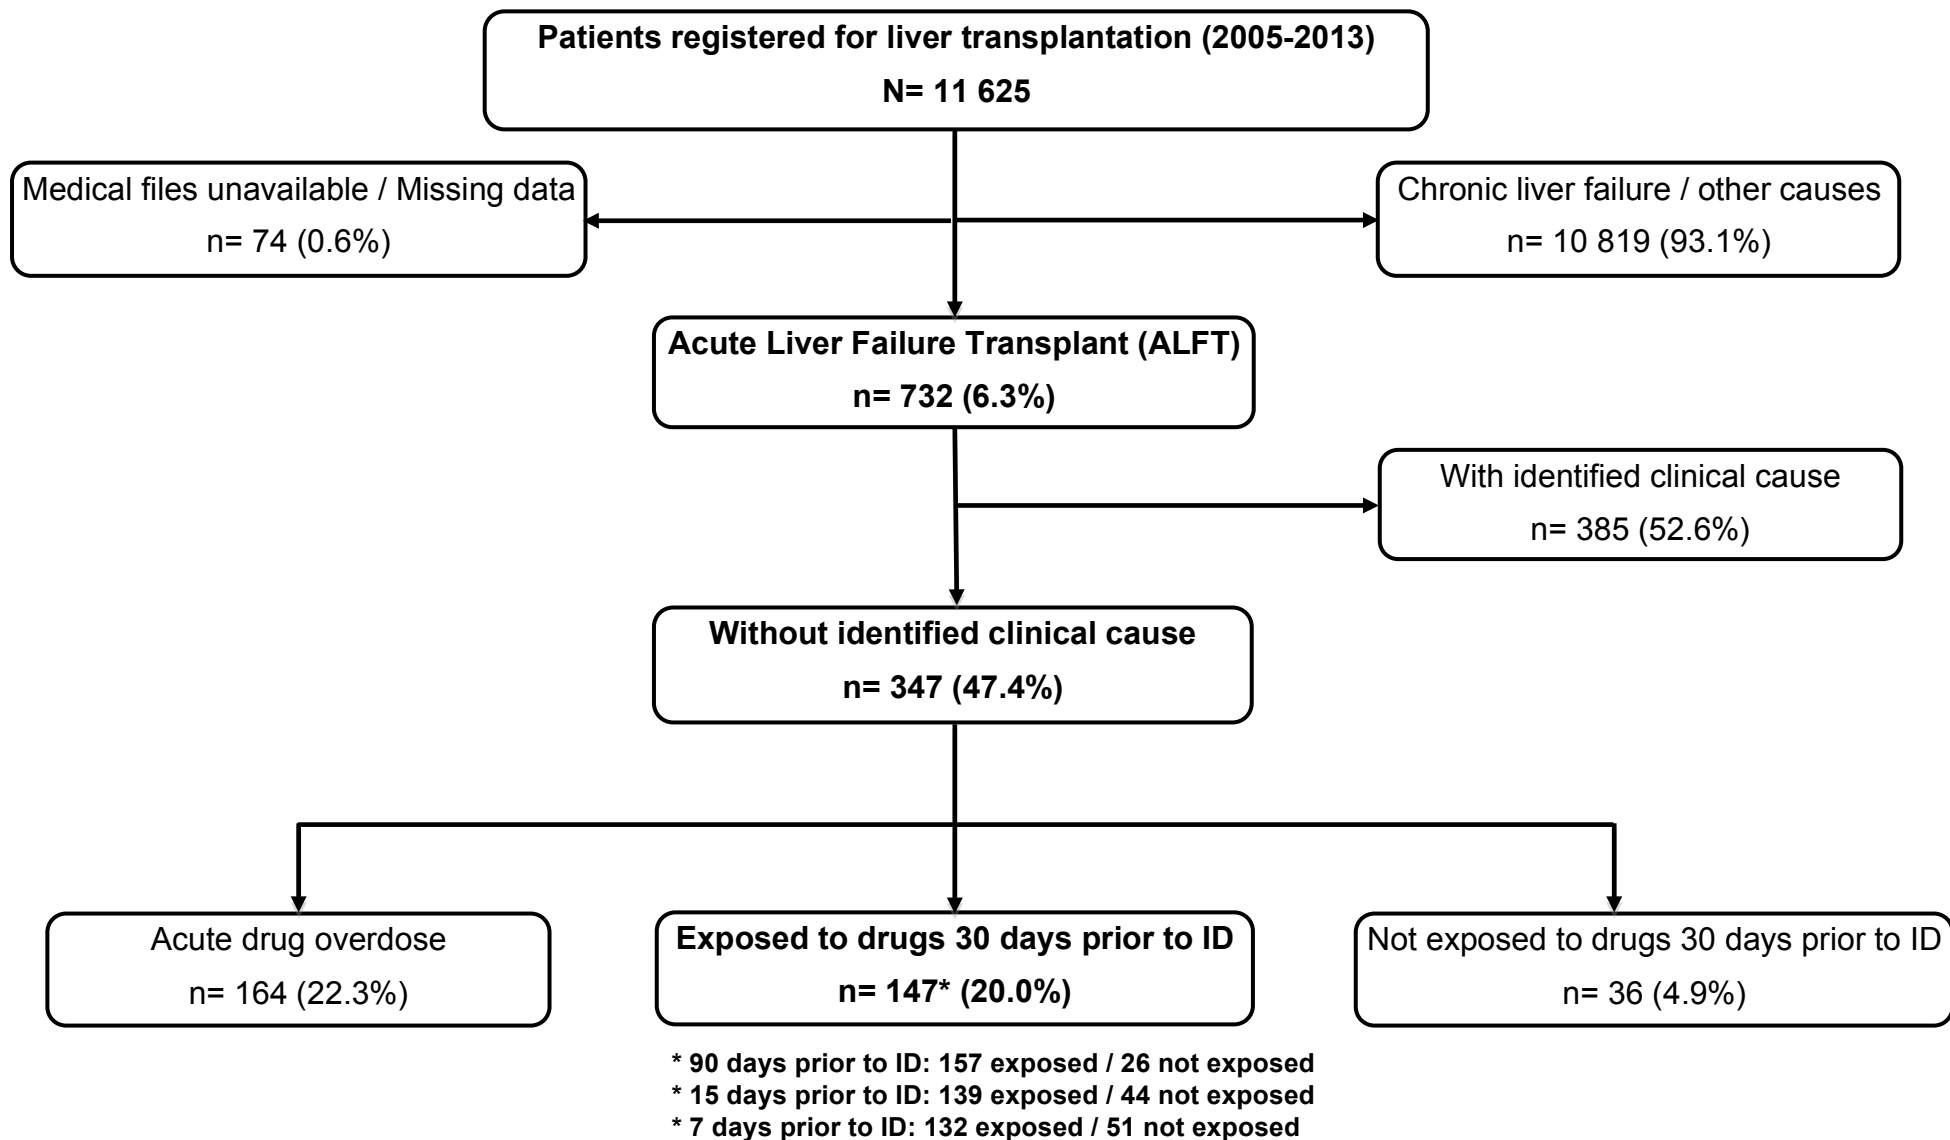 Patients registered for liver transplantation (2005-2013)
N= 11 625
Medical files unavailable / Missing data
n= 74 (0.6%)
Chronic liver failure / other causes
n= 10 819 (93.1%)
Acute Liver Failure Transplant (ALFT)
n= 732 (6.3%)
With identified clinical cause
n= 385 (52.6%)
Without identified clinical cause
n= 347 (47.4%)
Acute drug overdose
n= 164 (22.3%)
Exposed to drugs 30 days prior to ID
n= 147* (20.0%)
Not exposed to drugs 30 days prior to ID
n= 36 (4.9%)
* 90 days prior to ID: 157 exposed / 26 not exposed
* 15 days prior to ID: 139 exposed / 44 not exposed
* 7 days prior to ID: 132 exposed / 51 not exposed